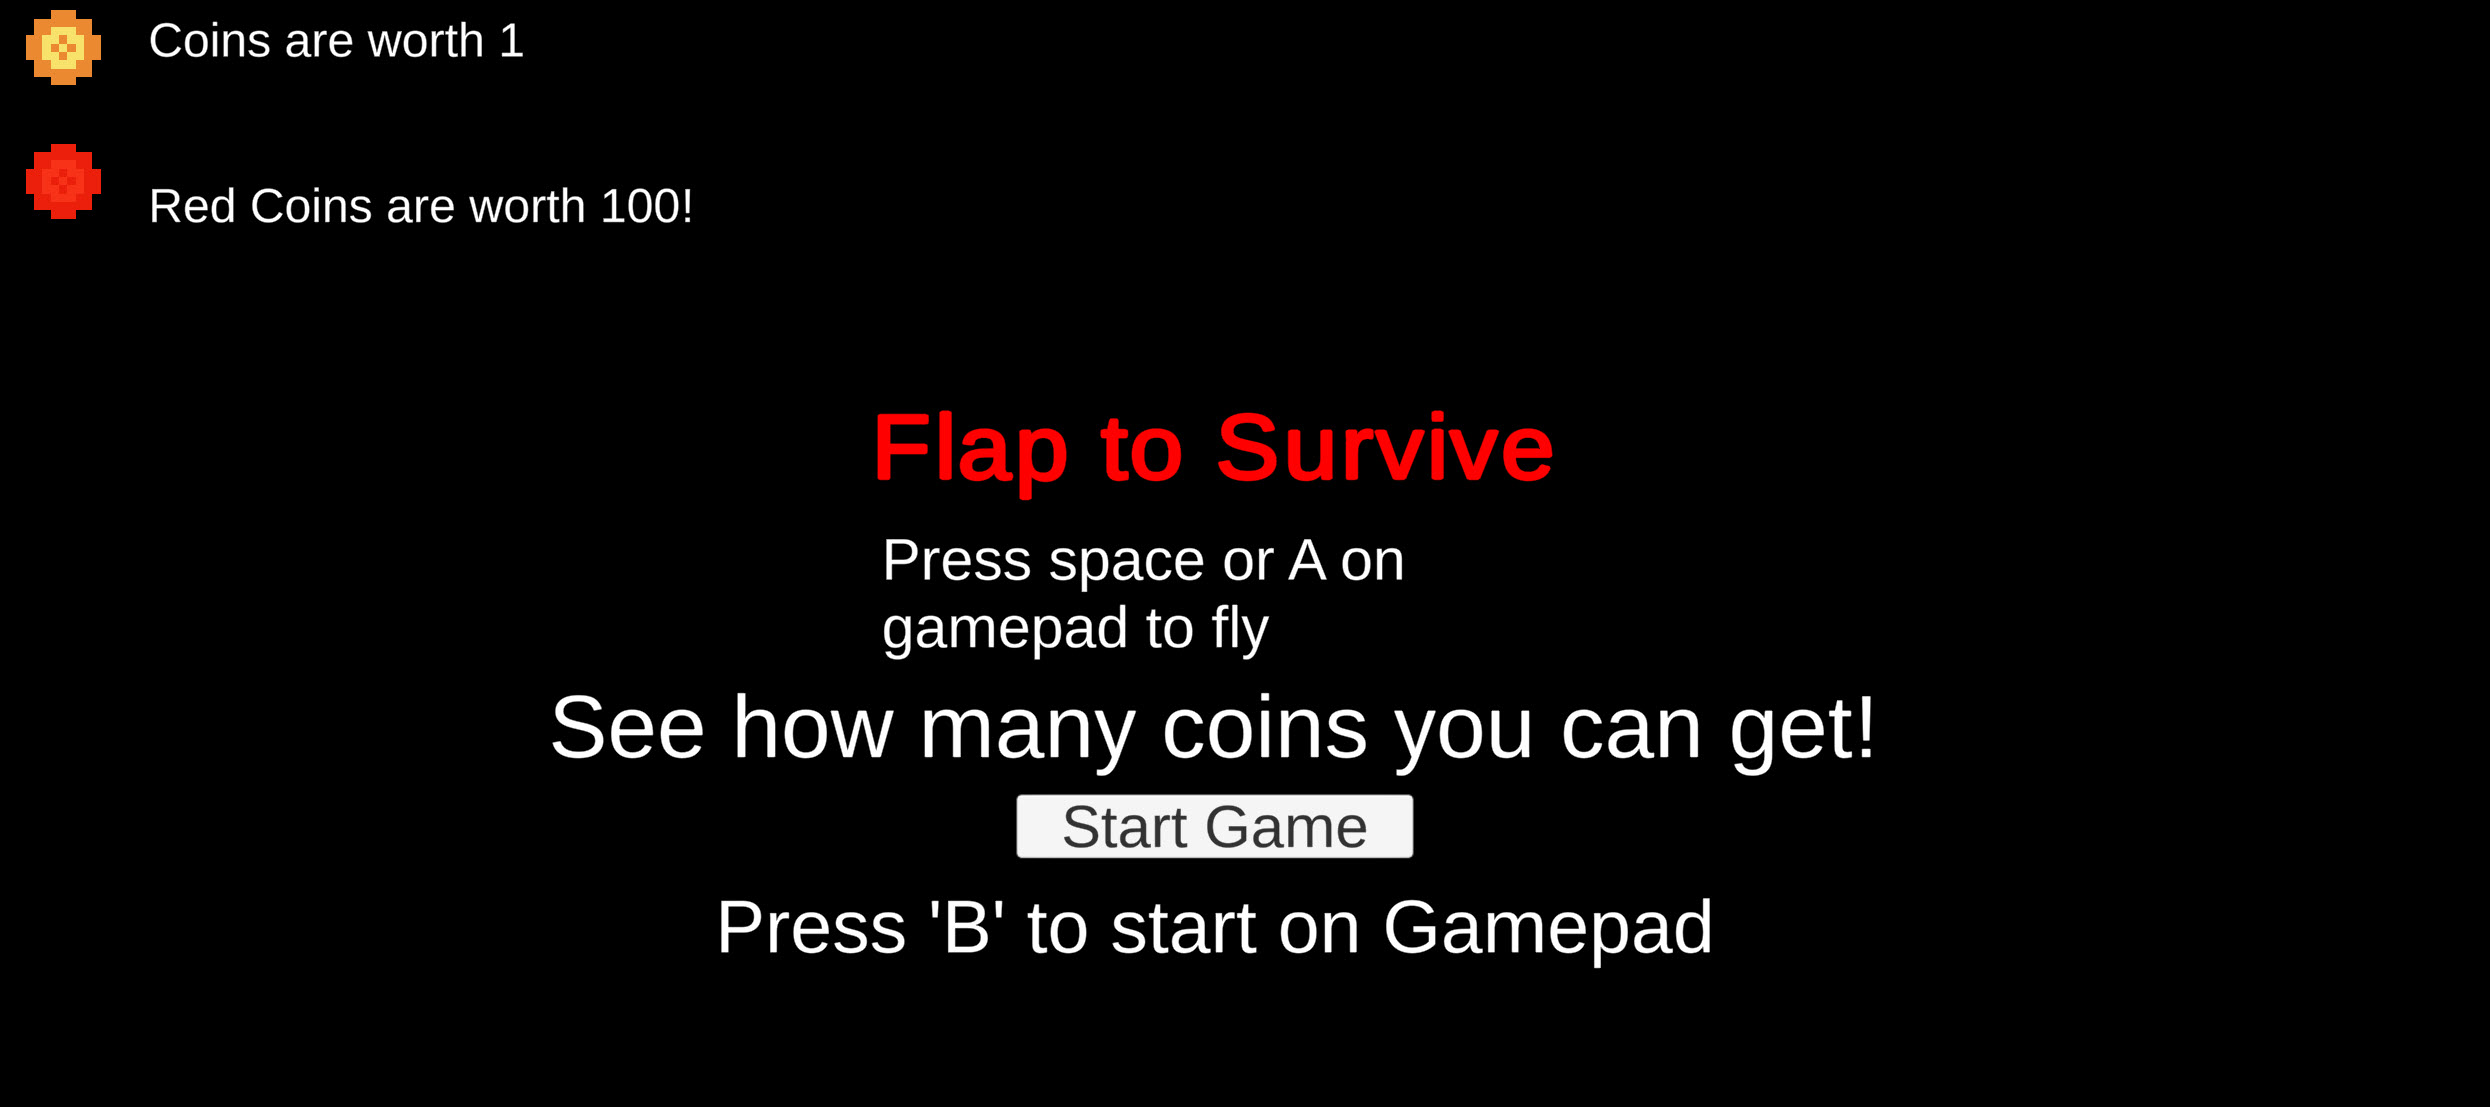 Coins are worth 1
Red Coins are worth 100!
Flap to Survive
Press space or A on
gamepad to fly
See how many coins you can get!
Start Game
Press 'B' to start on Gamepad